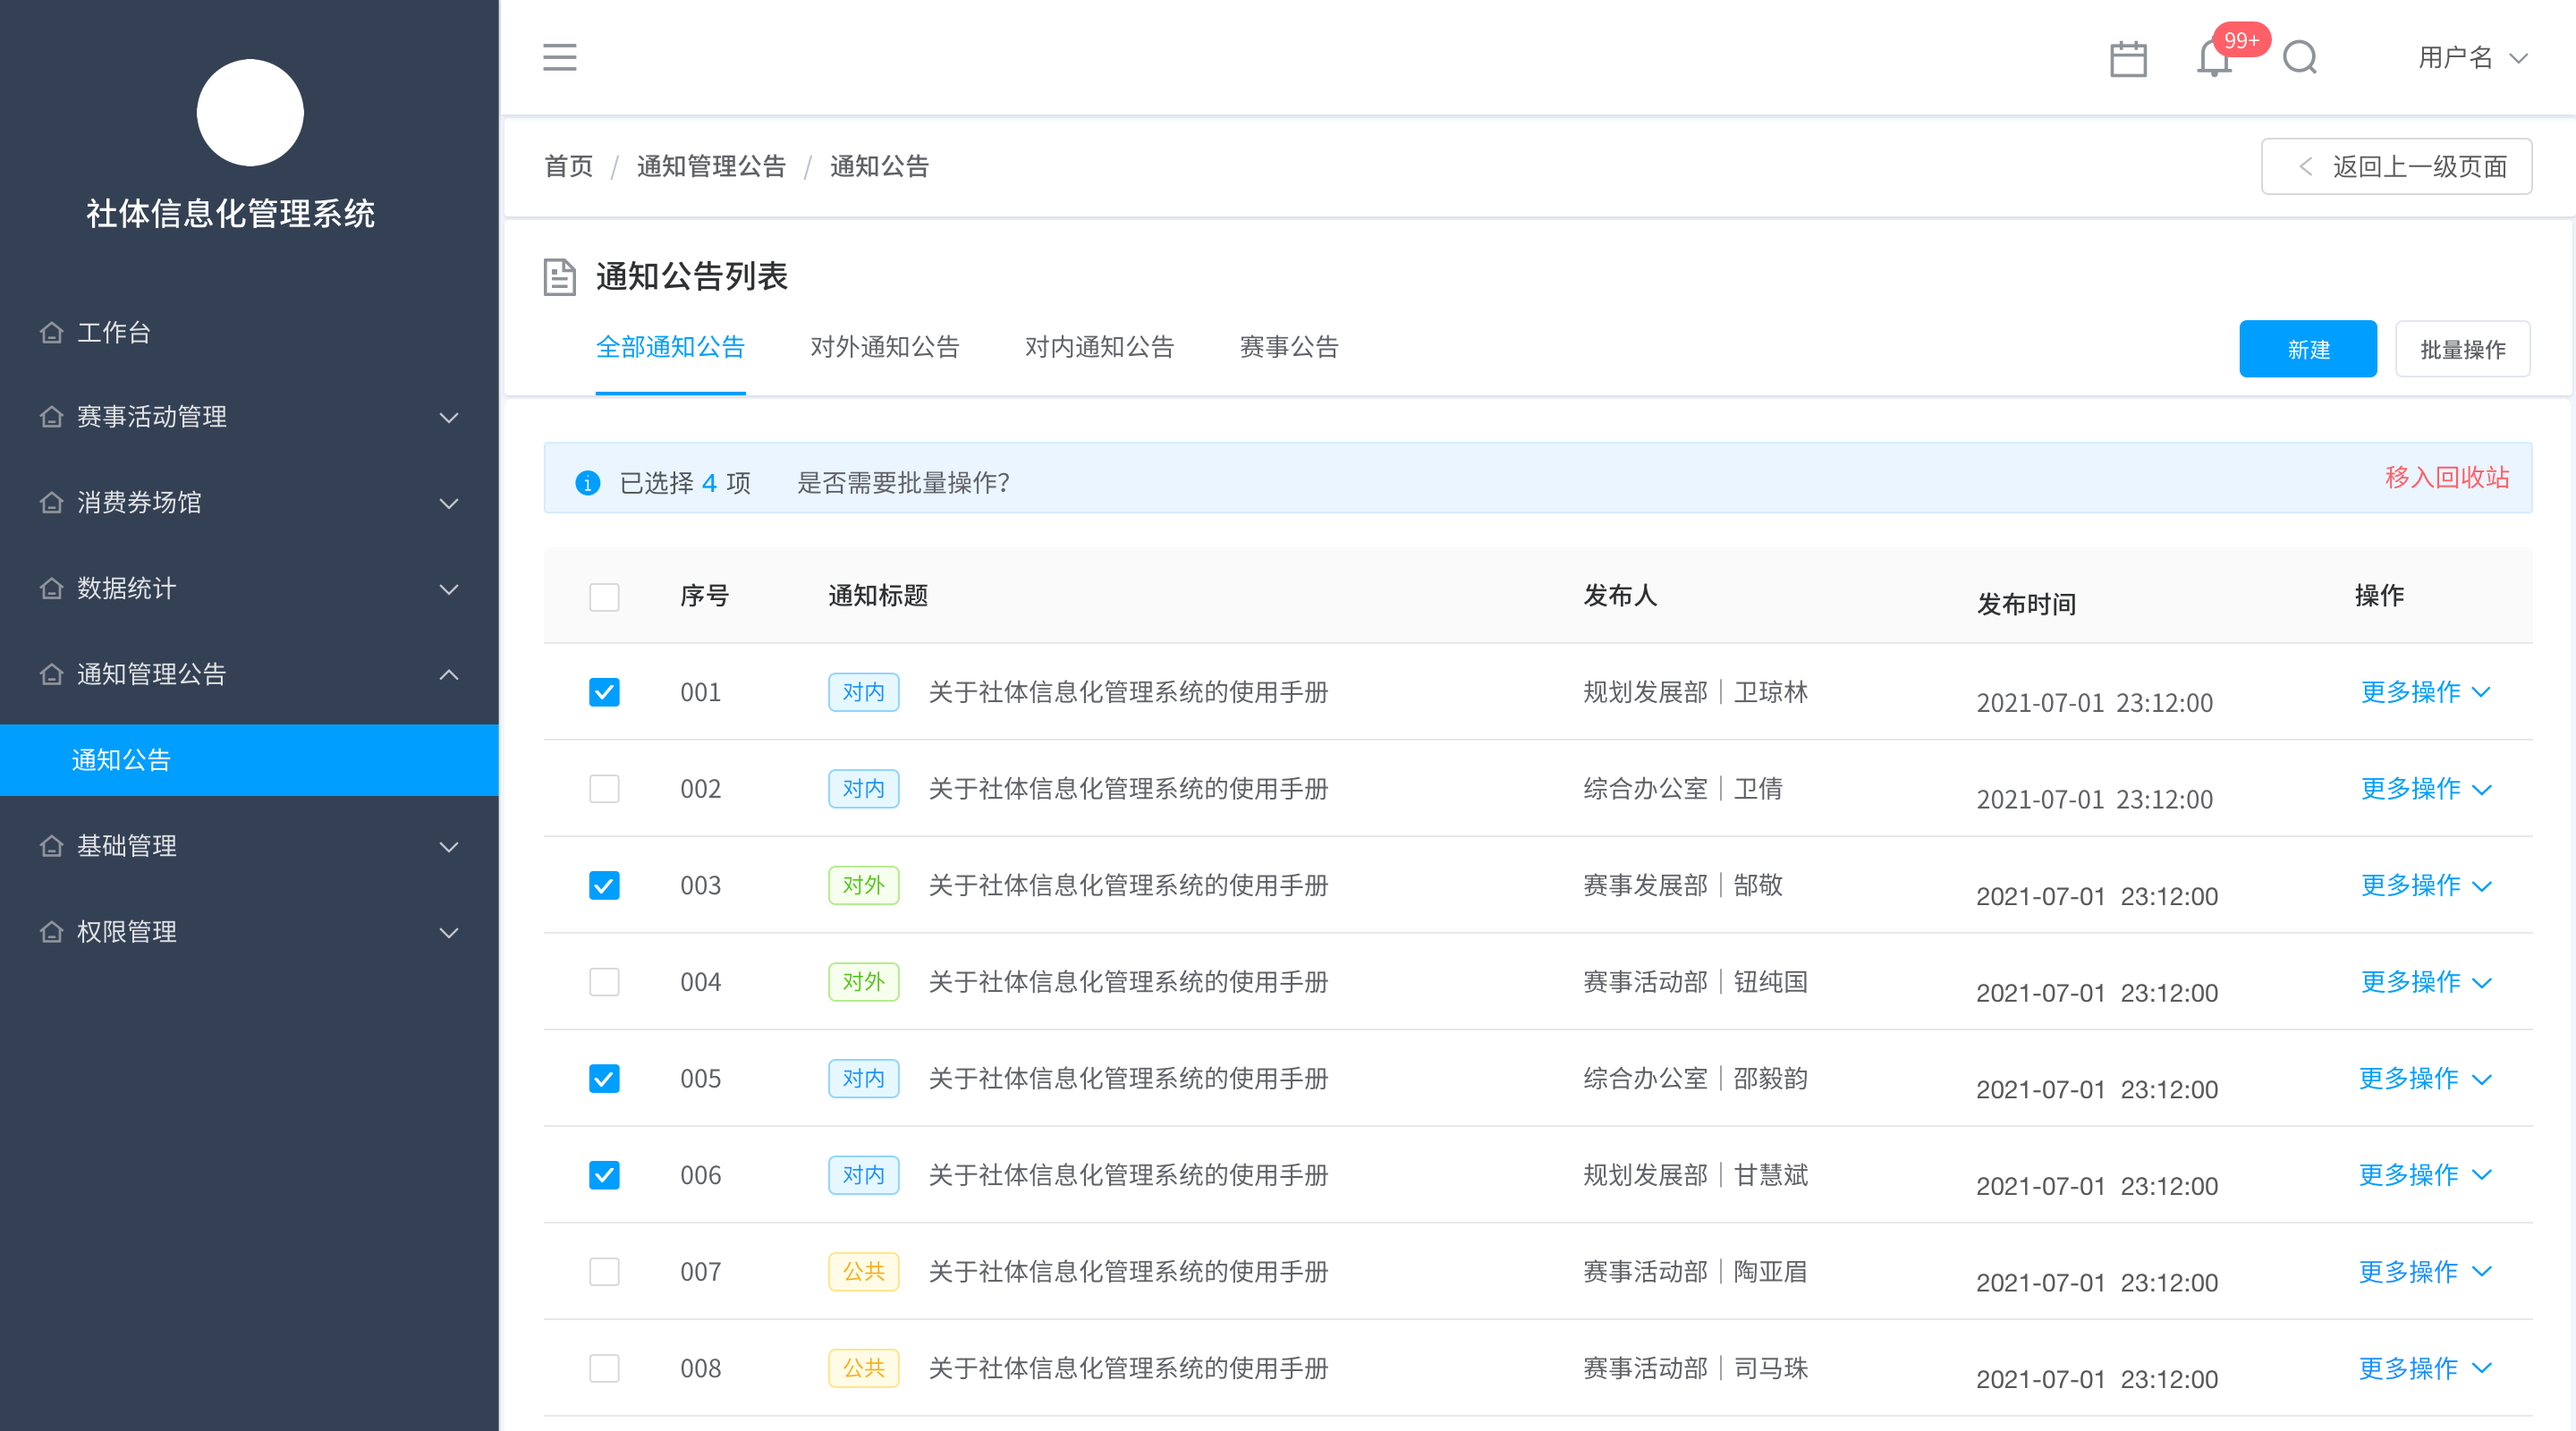 社体信息化管理系统
工作台
赛事活动管理
消费券场馆
数据统计
通知管理公告
通知公告
基础管理
权限管理
99+
用户名
首页 / 通知管理公告 / 通知公告
返回上一级页面
通知公告列表
全部通知公告 对外通知公告 对内通知公告 赛事公告
新建 批量操作
已选择 4 项 是否需要批量操作？
移入回收站
序号 通知标题 发布人 发布时间 操作
001 对内 关于社体信息化管理系统的使用手册 规划发展部｜卫琼林 2021-07-01 23:12:00 更多操作
002 对内 关于社体信息化管理系统的使用手册 综合办公室｜卫倩 2021-07-01 23:12:00 更多操作
003 对外 关于社体信息化管理系统的使用手册 赛事发展部｜郜敬 2021-07-01 23:12:00 更多操作
004 对外 关于社体信息化管理系统的使用手册 赛事活动部｜钮纯国 2021-07-01 23:12:00 更多操作
005 对内 关于社体信息化管理系统的使用手册 综合办公室｜邵毅韵 2021-07-01 23:12:00 更多操作
006 对内 关于社体信息化管理系统的使用手册 规划发展部｜甘慧斌 2021-07-01 23:12:00 更多操作
007 公共 关于社体信息化管理系统的使用手册 赛事活动部｜陶亚眉 2021-07-01 23:12:00 更多操作
008 公共 关于社体信息化管理系统的使用手册 赛事活动部｜司马珠 2021-07-01 23:12:00 更多操作